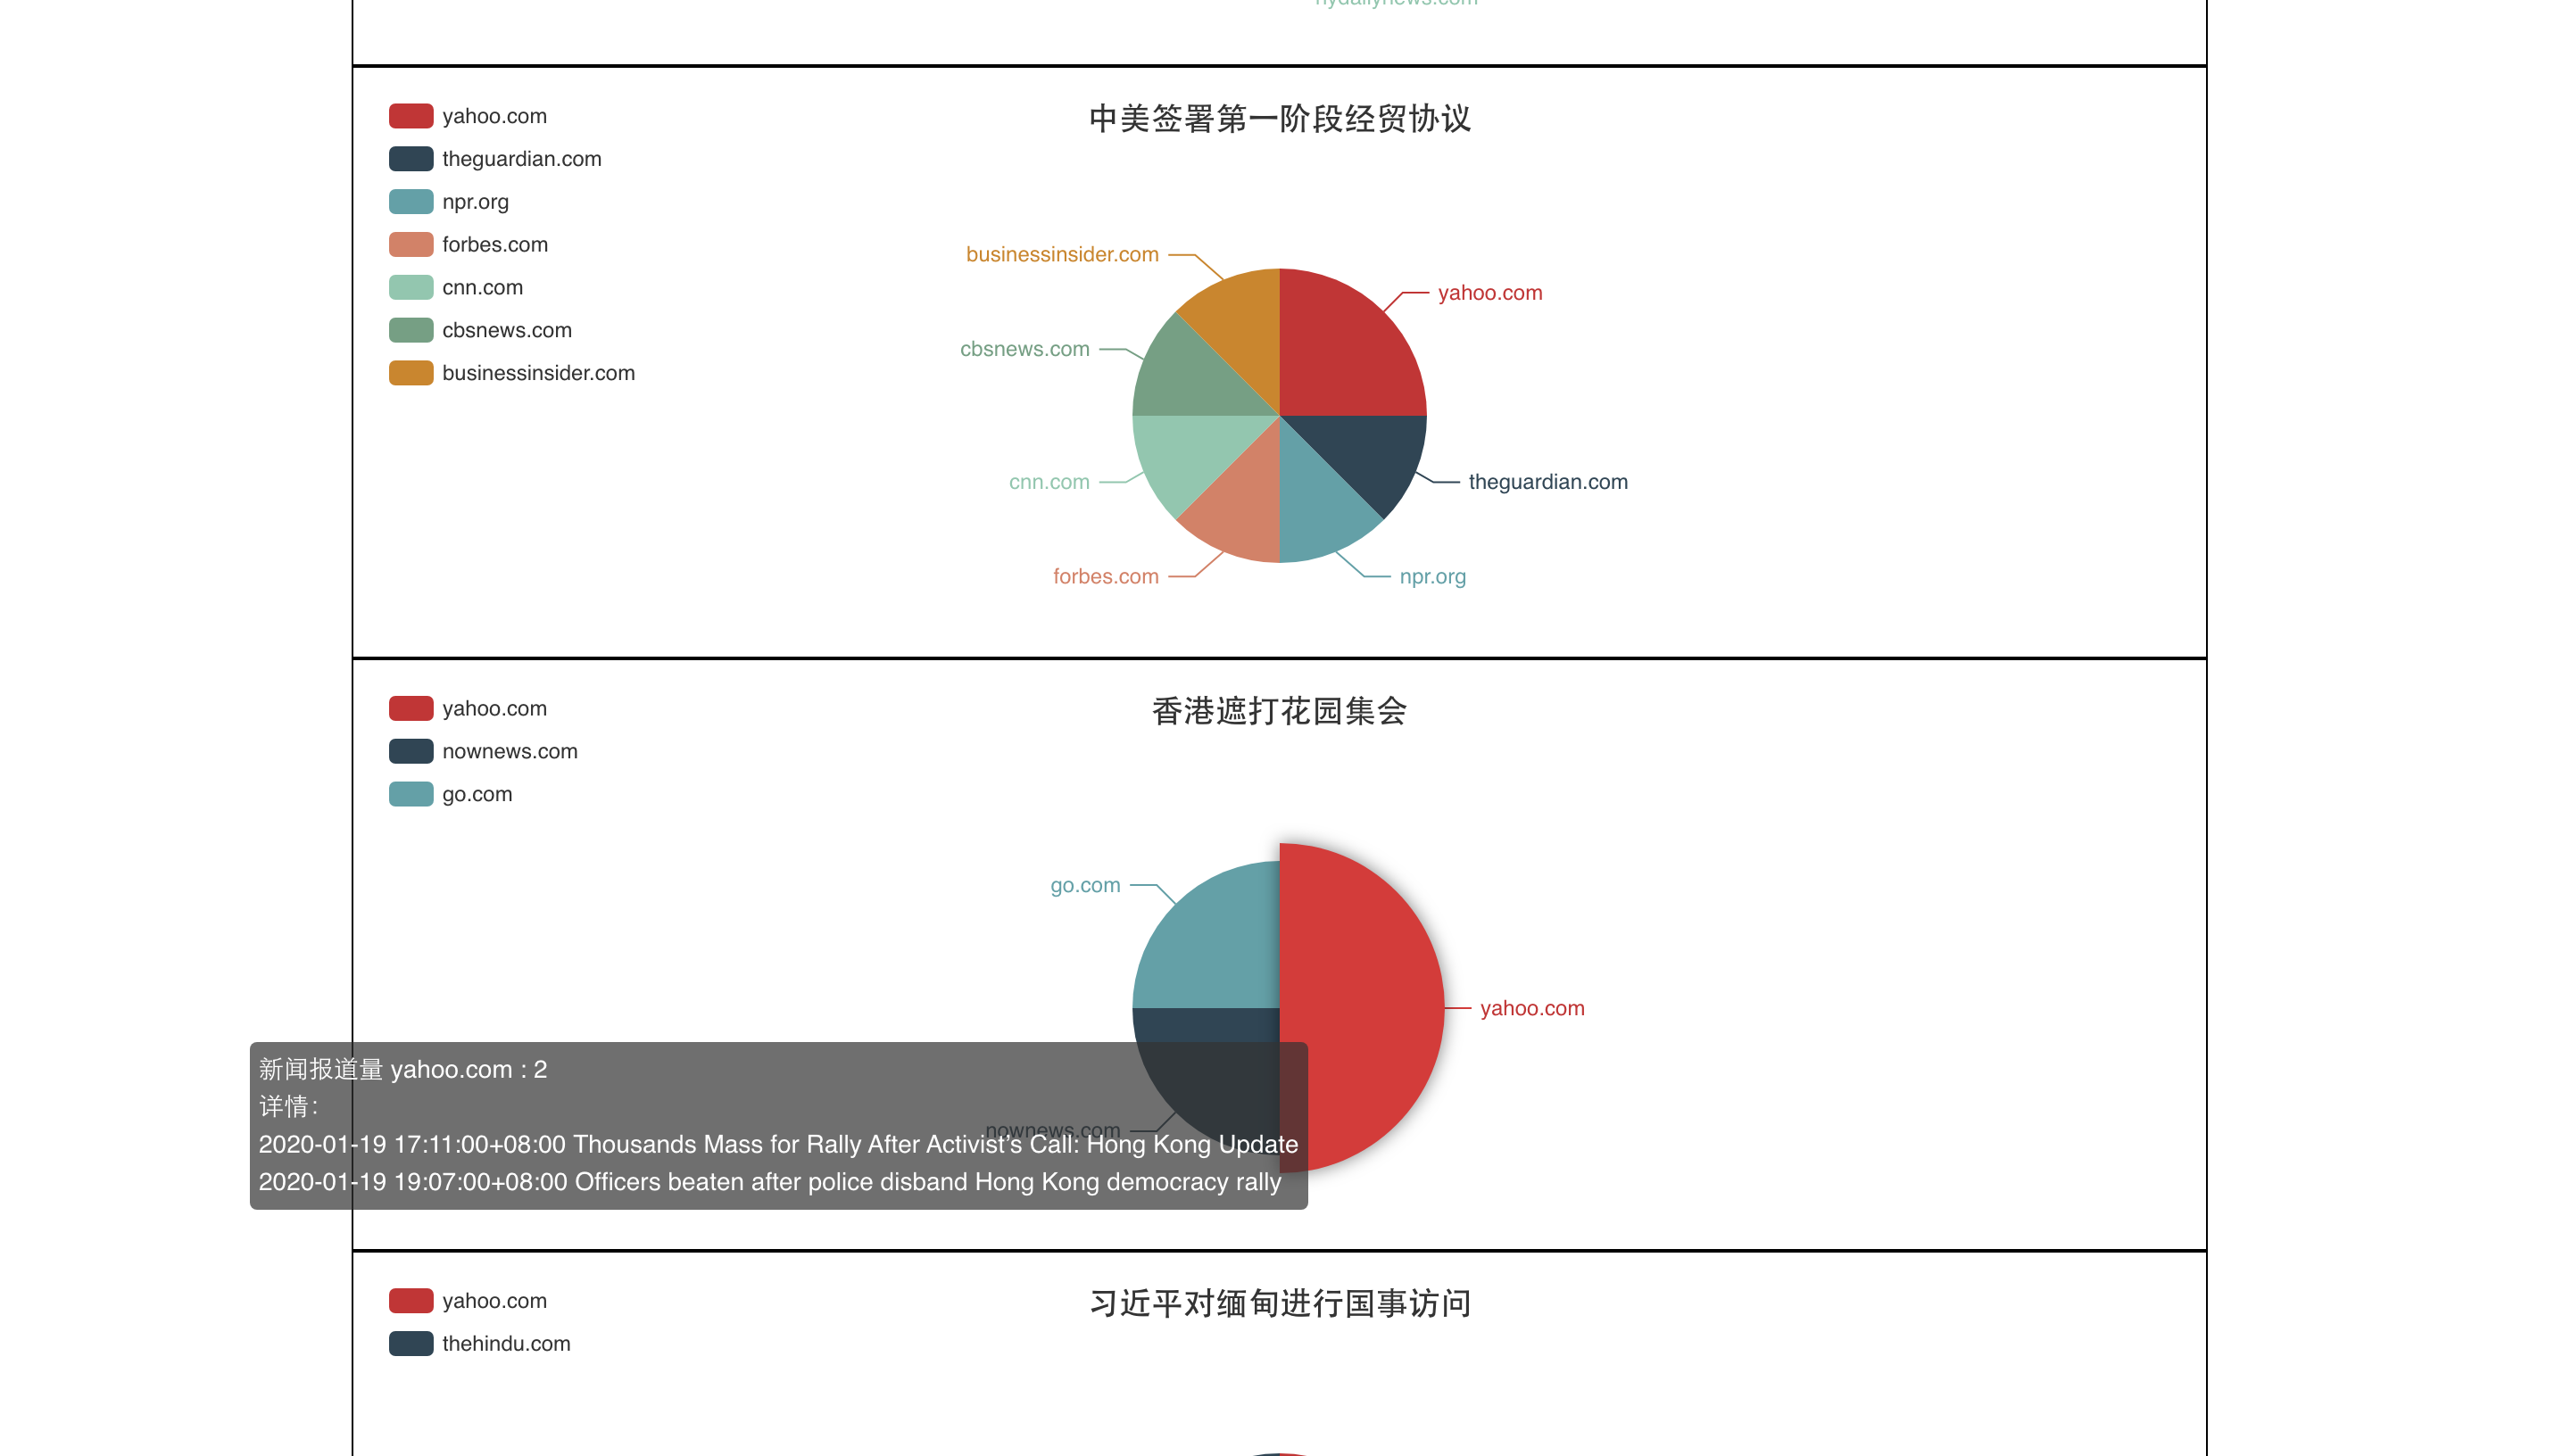 nydailynews.com
中美签署第一阶段经贸协议
yahoo.com
theguardian.com
npr.org
forbes.com
cnn.com
cbsnews.com
businessinsider.com
businessinsider.com
yahoo.com
cbsnews.com
cnn.com
theguardian.com
forbes.com
npr.org
香港遮打花园集会
yahoo.com
nownews.com
go.com
go.com
yahoo.com
nownews.com
新闻报道量 yahoo.com : 2
详情:
2020-01-19 17:11:00+08:00 Thousands Mass for Rally After Activist's Call: Hong Kong Update
2020-01-19 19:07:00+08:00 Officers beaten after police disband Hong Kong democracy rally
习近平对缅甸进行国事访问
yahoo.com
thehindu.com